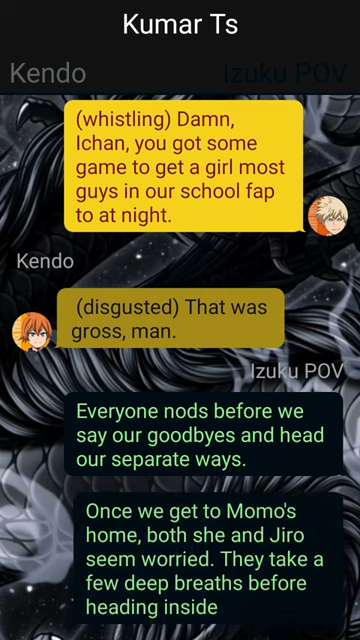 Kumar Ts
Kendo
Izuku POV
(whistling) Damn,
Ichan, you got some
game to get a girl most
guys in our school fap
to at night.
Kendo
(disgusted) That was
gross, man.
Izuku POV
Everyone nods before we
say our goodbyes and head
our separate ways.
Once we get to Momo's
home, both she and Jiro
seem worried. They take a
few deep breaths before
heading inside